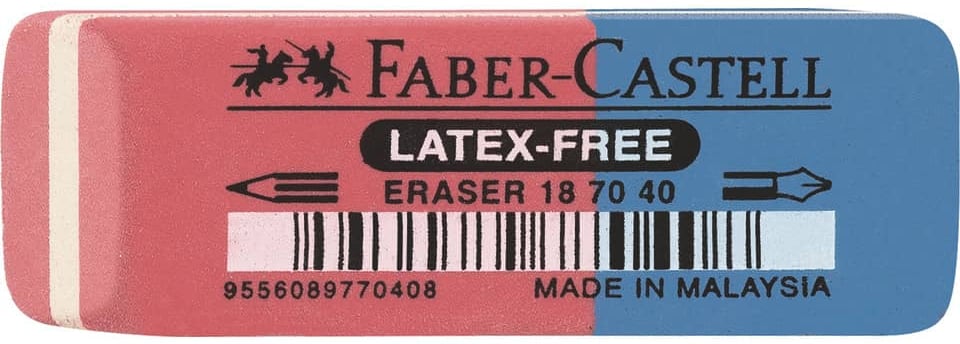 FABER-CASTELL
LATEX-FREE
ERASER 18 70 40
9556089770408 MADE IN MALAYSIA